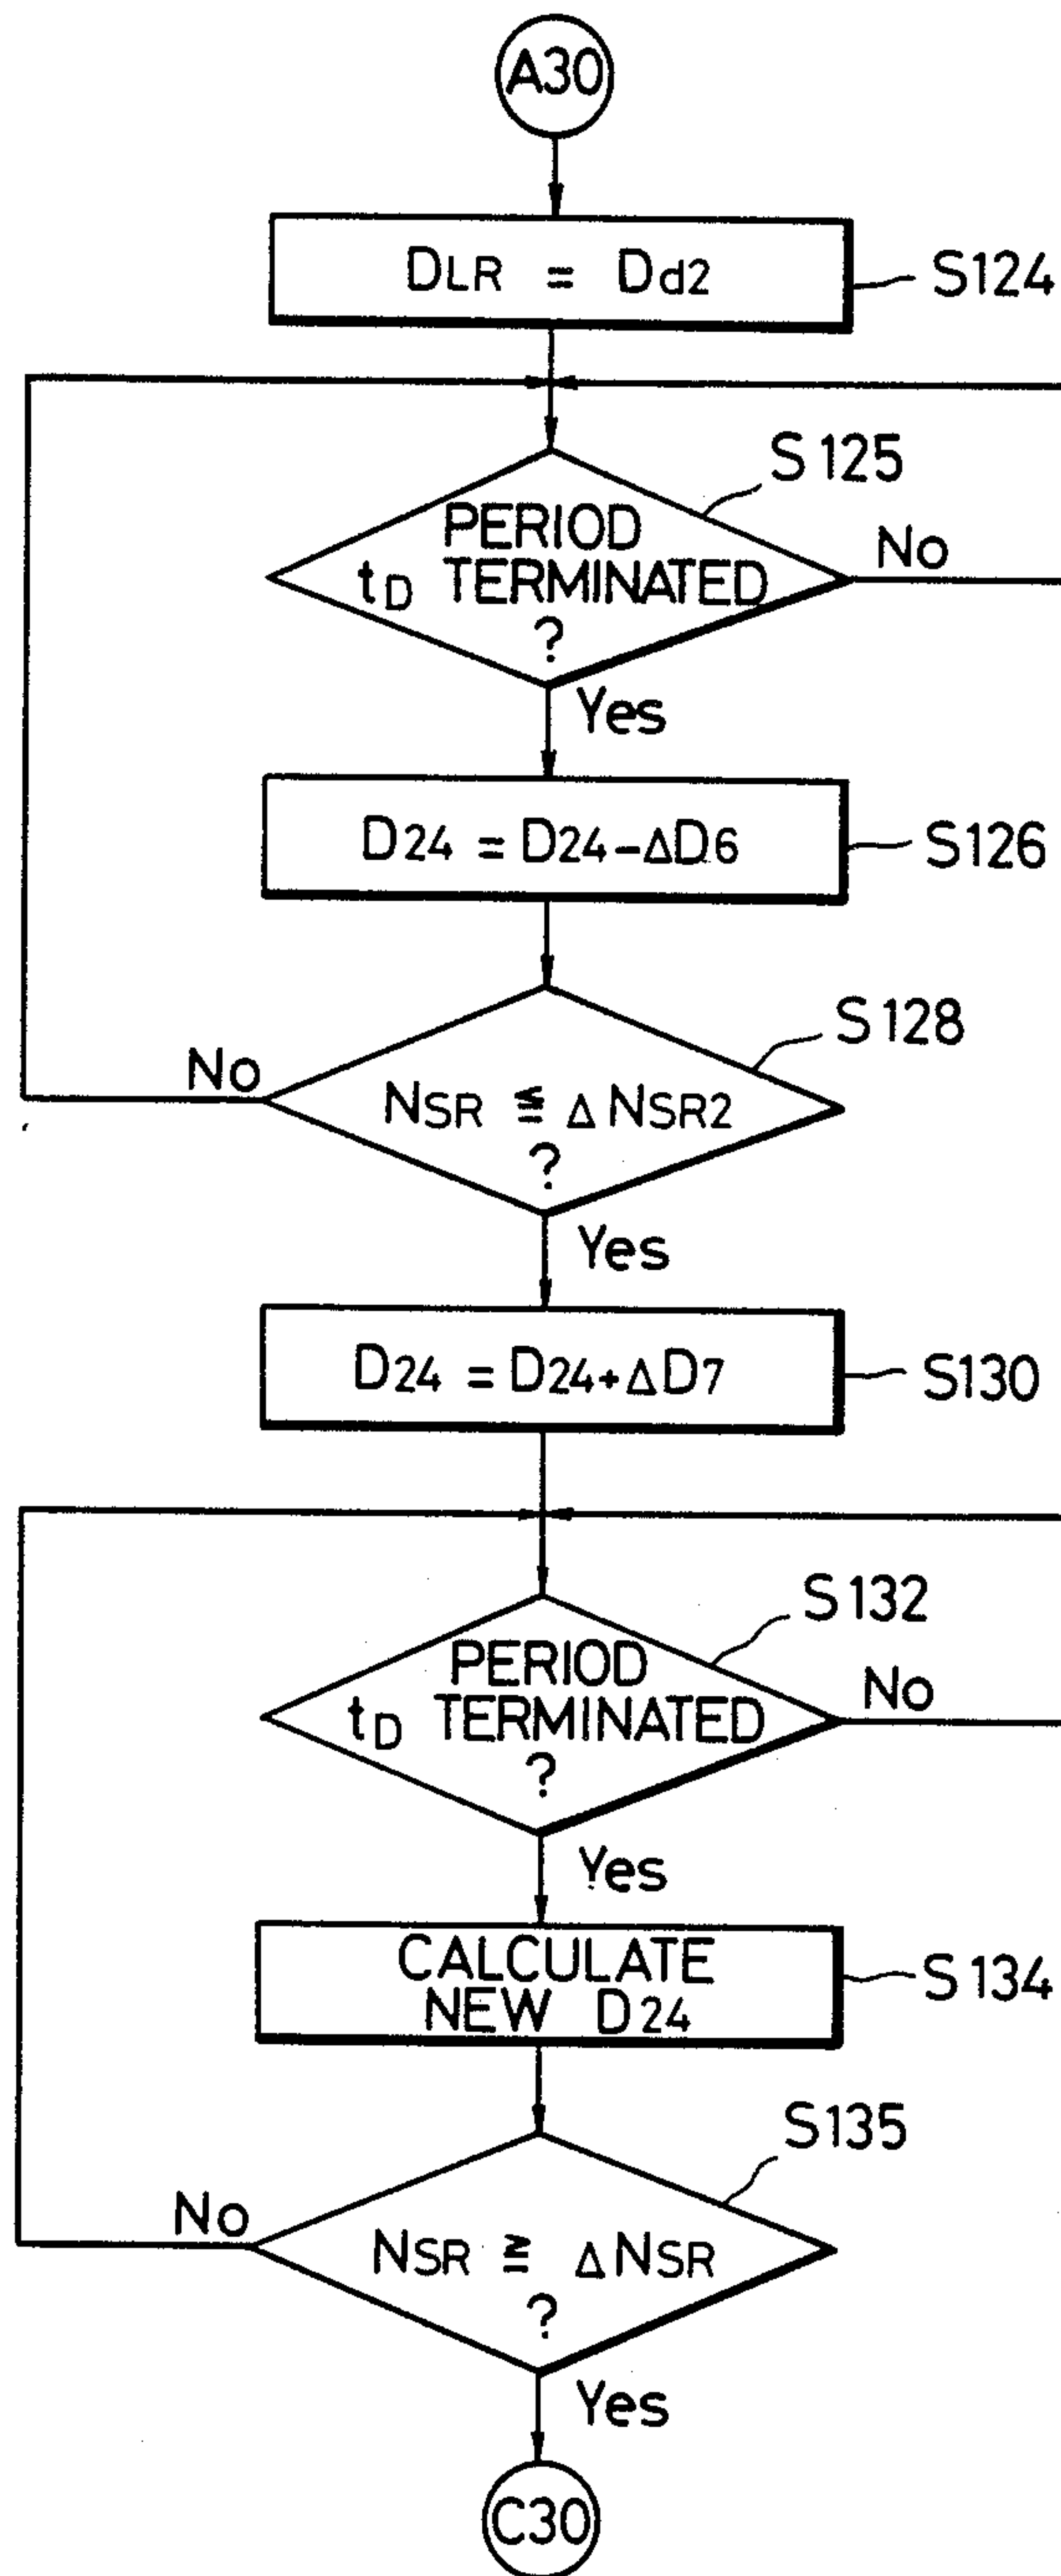 A30
DLR = Dd2
S124
S125
PERIOD
tD TERMINATED
?
No
Yes
D24 = D24-ΔD6
S126
S128
No
NSR ≦ ΔNSR2
?
Yes
D24 = D24+ΔD7
S130
S132
PERIOD
tD TERMINATED
?
No
Yes
CALCULATE
NEW D24
S134
S135
No
NSR ≧ ΔNSR
?
Yes
C30